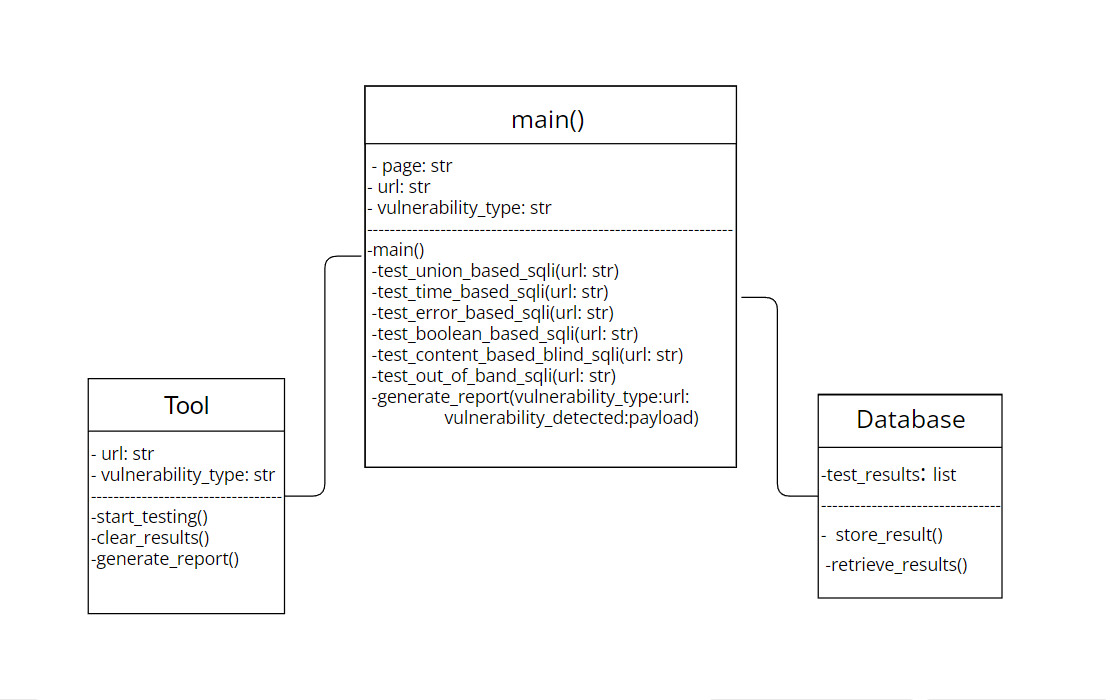 main()
- page: str
- url: str
- vulnerability_type: str
-main()
-test_union_based_sqli(url: str)
-test_time_based_sqli(url: str)
-test_error_based_sqli(url: str)
-test_boolean_based_sqli(url: str)
-test_content_based_blind_sqli(url: str)
-test_out_of_band_sqli(url: str)
-generate_report(vulnerability_type:url:
vulnerability_detected:payload)
Tool
- url: str
- vulnerability_type: str
-start_testing()
-clear_results()
-generate_report()
Database
-test_results: list
- store_result()
-retrieve_results()